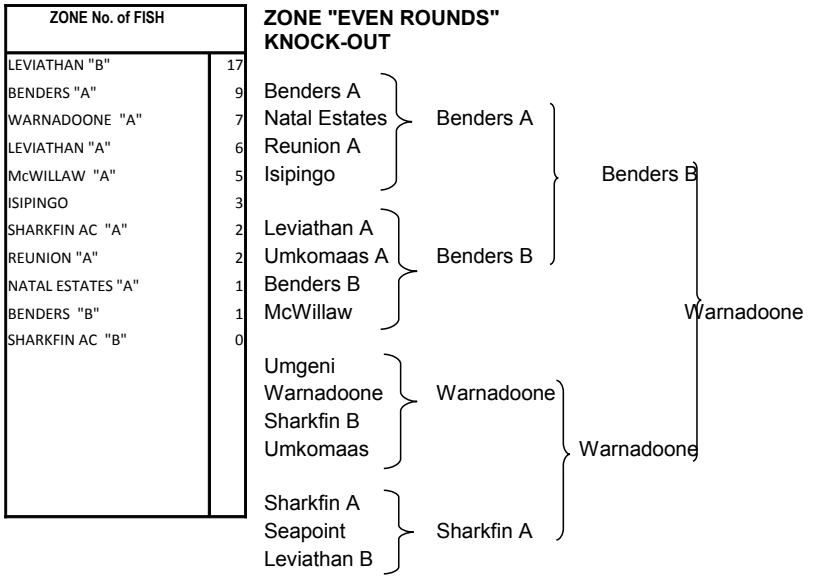 ZONE No. of FISH
LEVIATHAN "B" 17
BENDERS "A" 9
WARNADOONE "A" 7
LEVIATHAN "A" 6
McWILLAW "A" 5
ISIPINGO 3
SHARKFIN AC "A" 2
REUNION "A" 2
NATAL ESTATES "A" 1
BENDERS "B" 1
SHARKFIN AC "B" 0
ZONE "EVEN ROUNDS"
KNOCK-OUT
Benders A
Natal Estates
Reunion A
Isipingo
Leviathan A
Umkomaas A
Benders B
McWillaw
Umgeni
Warnadoone
Sharkfin B
Umkomaas
Sharkfin A
Seapoint
Leviathan B
Benders A
Benders B
Warnadoone
Sharkfin A
Benders B
Warnadoone
Warnadoone